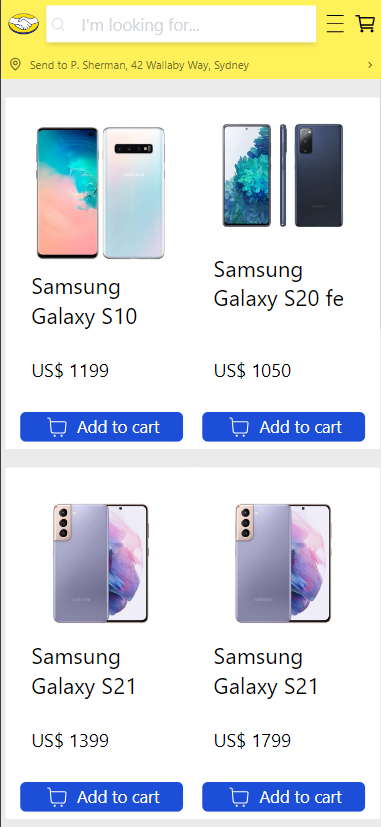 I'm looking for...
Send to P. Sherman, 42 Wallaby Way, Sydney
Samsung
Galaxy S10
US$ 1199
Add to cart
Samsung
Galaxy S20 fe
US$ 1050
Add to cart
Samsung
Galaxy S21
US$ 1399
Add to cart
Samsung
Galaxy S21
US$ 1799
Add to cart